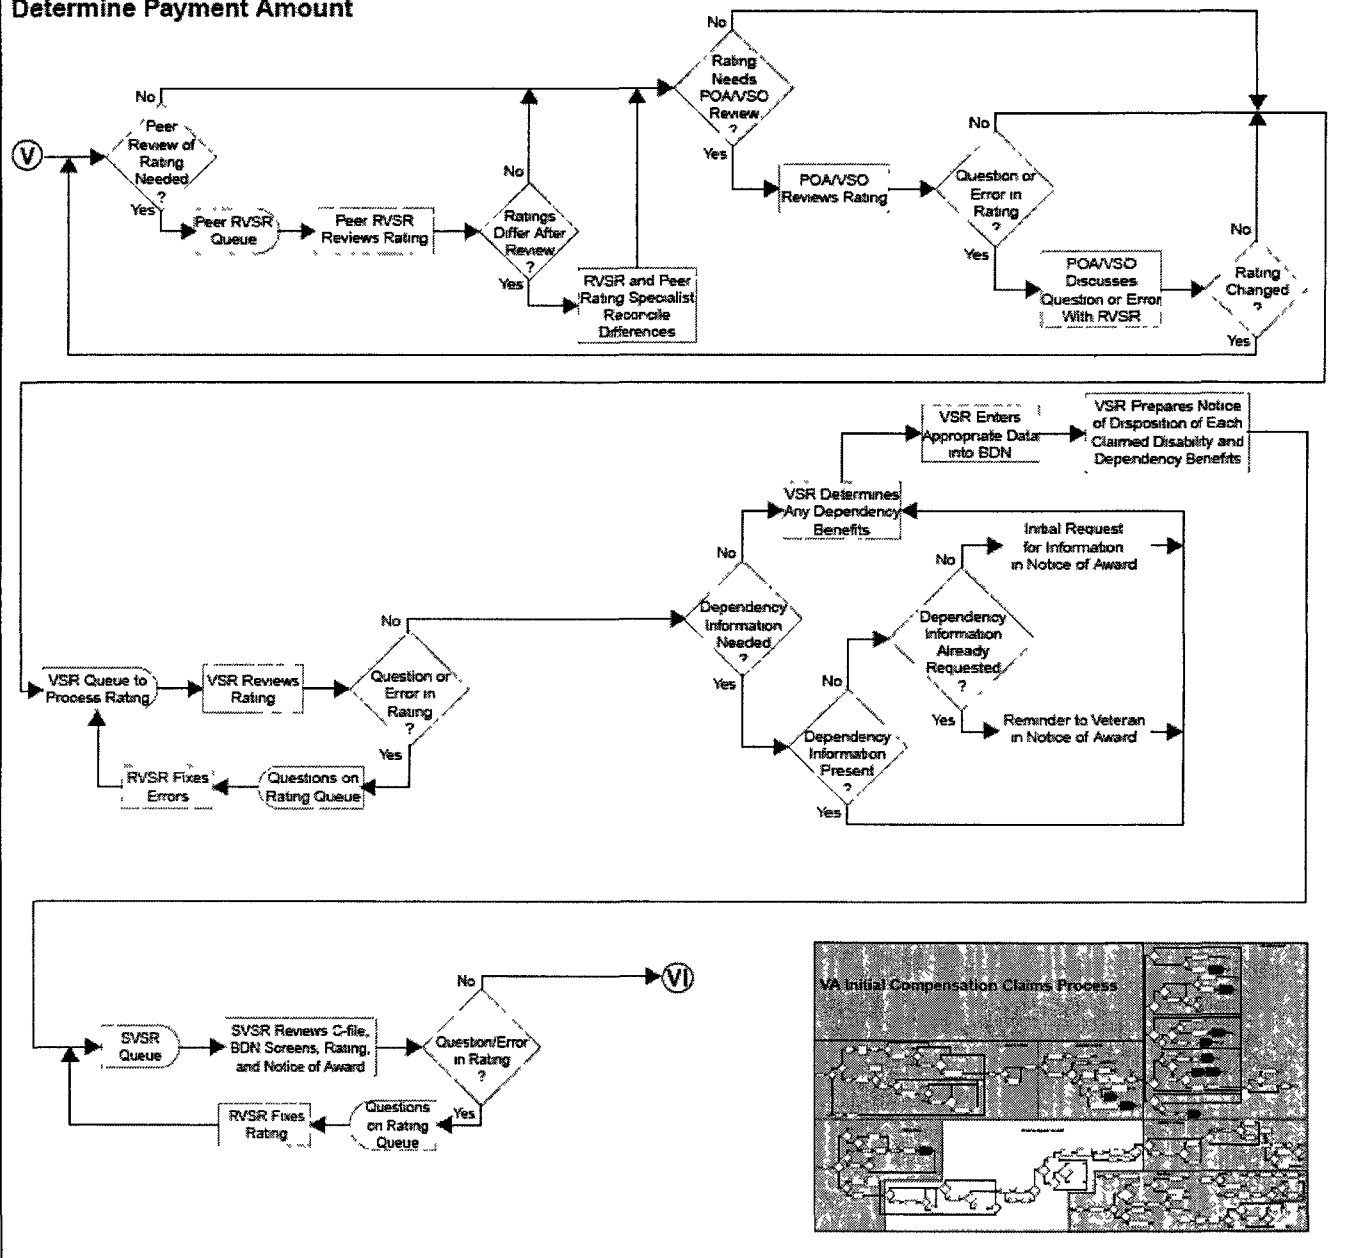 Determine Payment Amount
V
No
Peer
Review of
Rating
Needed
?
Yes
Peer RVSR
Queue
Peer RVSR
Reviews Rating
No
Ratings
Differ After
Review
?
Yes
RVSR and Peer
Rating Specialist
Reconcile
Differences
No
Rating
Needs
POA/VSO
Review
?
Yes
POA/VSO
Reviews Rating
No
Question or
Error in
Rating
?
Yes
POA/VSO
Discusses
Question or Error
With RVSR
No
Rating
Changed
?
Yes
VSR Queue to
Process Rating
VSR Reviews
Rating
No
Question or
Error in
Rating
?
Yes
Questions on
Rating Queue
RVSR Fixes
Errors
No
Dependency
Information
Needed
?
Yes
Dependency
Information
Present
?
No
Yes
No
Dependency
Information
Already
Requested
?
Yes
Initial Request
for Information
in Notice of Award
Reminder to Veteran
in Notice of Award
VSR Determines
Any Dependency
Benefits
VSR Enters
Appropriate Data
into BDN
VSR Prepares Notice
of Disposition of Each
Claimed Disability and
Dependency Benefits
SVSR
Queue
SVSR Reviews C-file,
BDN Screens, Rating,
and Notice of Award
No
Question/Error
in Rating
?
Yes
Questions
on Rating
Queue
RVSR Fixes
Rating
VI
VA Initial Compensation Claims Process